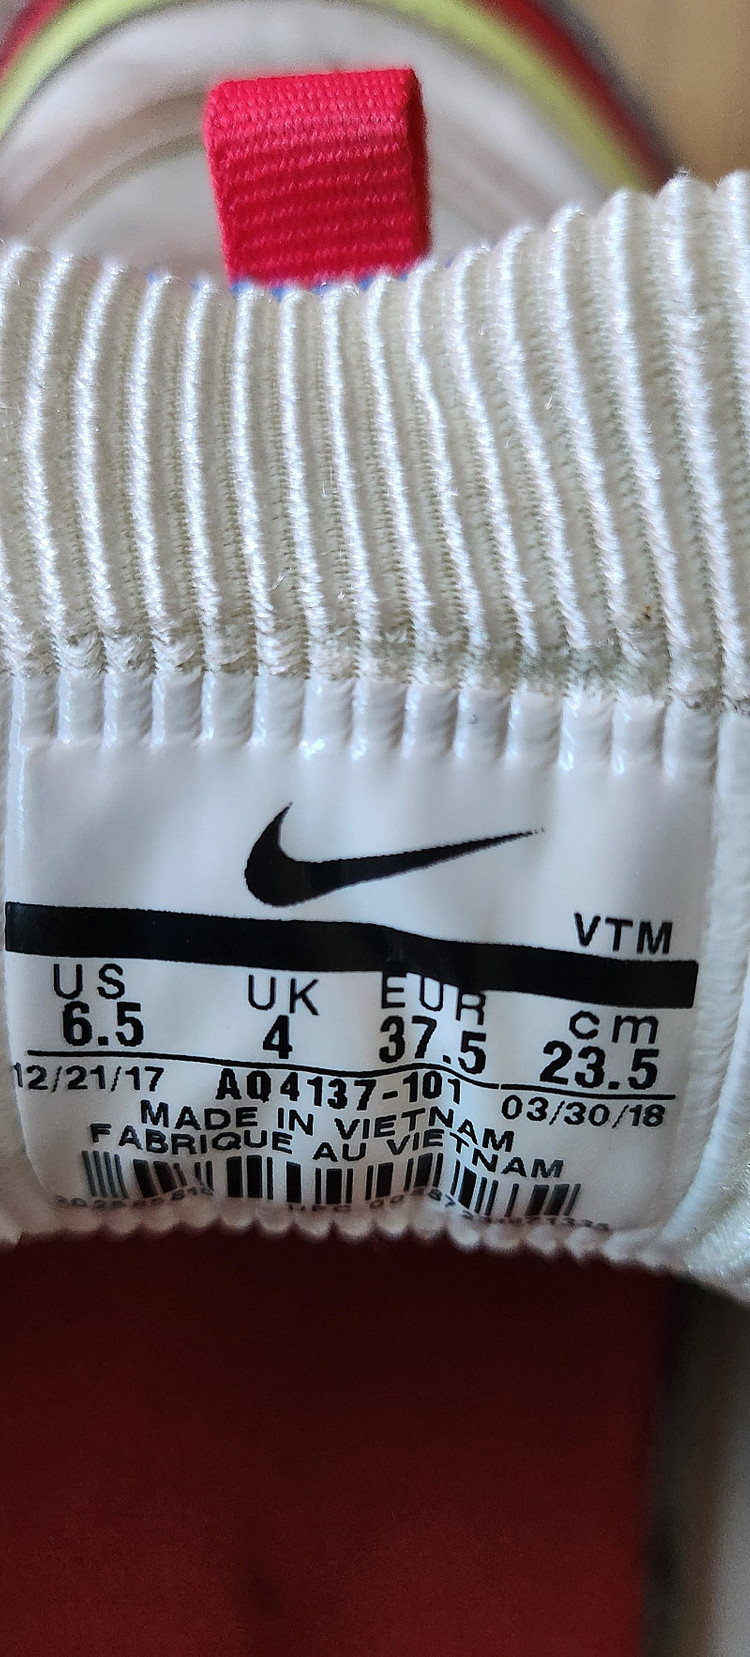 VTM
US UK EUR cm
6.5 4 37.5 23.5
12/21/17 AQ4137-101 03/30/18
MADE IN VIETNAM
FABRIQUE AU VIETNAM
UPC